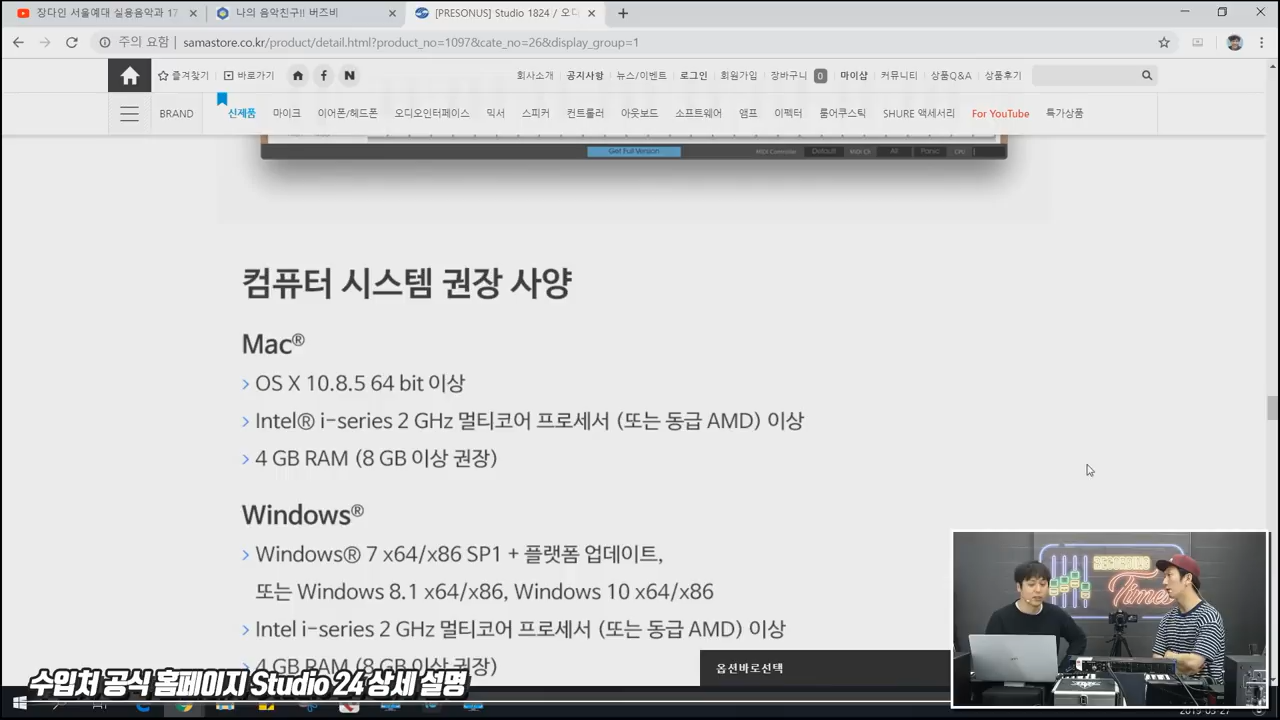 장다인 서울예대 실용음악과 17
나의 음악친구!! 버즈비
[PRESONUS] Studio 1824 / 오디
주의 요함
samastore.co.kr/product/detail.html?product_no=1097&cate_no=26&display_group=1
즐겨찾기
바로가기
회사소개
공지사항
뉴스/이벤트
로그인
회원가입
장바구니 0
마이샵
커뮤니티
상품Q&A
상품후기
BRAND
신제품
마이크
이어폰/헤드폰
오디오인터페이스
믹서
스피커
컨트롤러
아웃보드
소프트웨어
앰프
이펙터
룸어쿠스틱
SHURE 액세서리
For YouTube
특가상품
Get Full Version
MIDI Controller
Default
MIDI Ch
All
Panic
CPU
컴퓨터 시스템 권장 사양
Mac®
OS X 10.8.5 64 bit 이상
Intel® i-series 2 GHz 멀티코어 프로세서 (또는 동급 AMD) 이상
4 GB RAM (8 GB 이상 권장)
Windows®
Windows® 7 x64/x86 SP1 + 플랫폼 업데이트,
또는 Windows 8.1 x64/x86, Windows 10 x64/x86
Intel i-series 2 GHz 멀티코어 프로세서 (또는 동급 AMD) 이상
4 GB RAM (8 GB 이상 권장)
옵션바로선택
RECORDING
Times
수입처 공식 홈페이지 Studio 24 상세 설명
2019-03-27